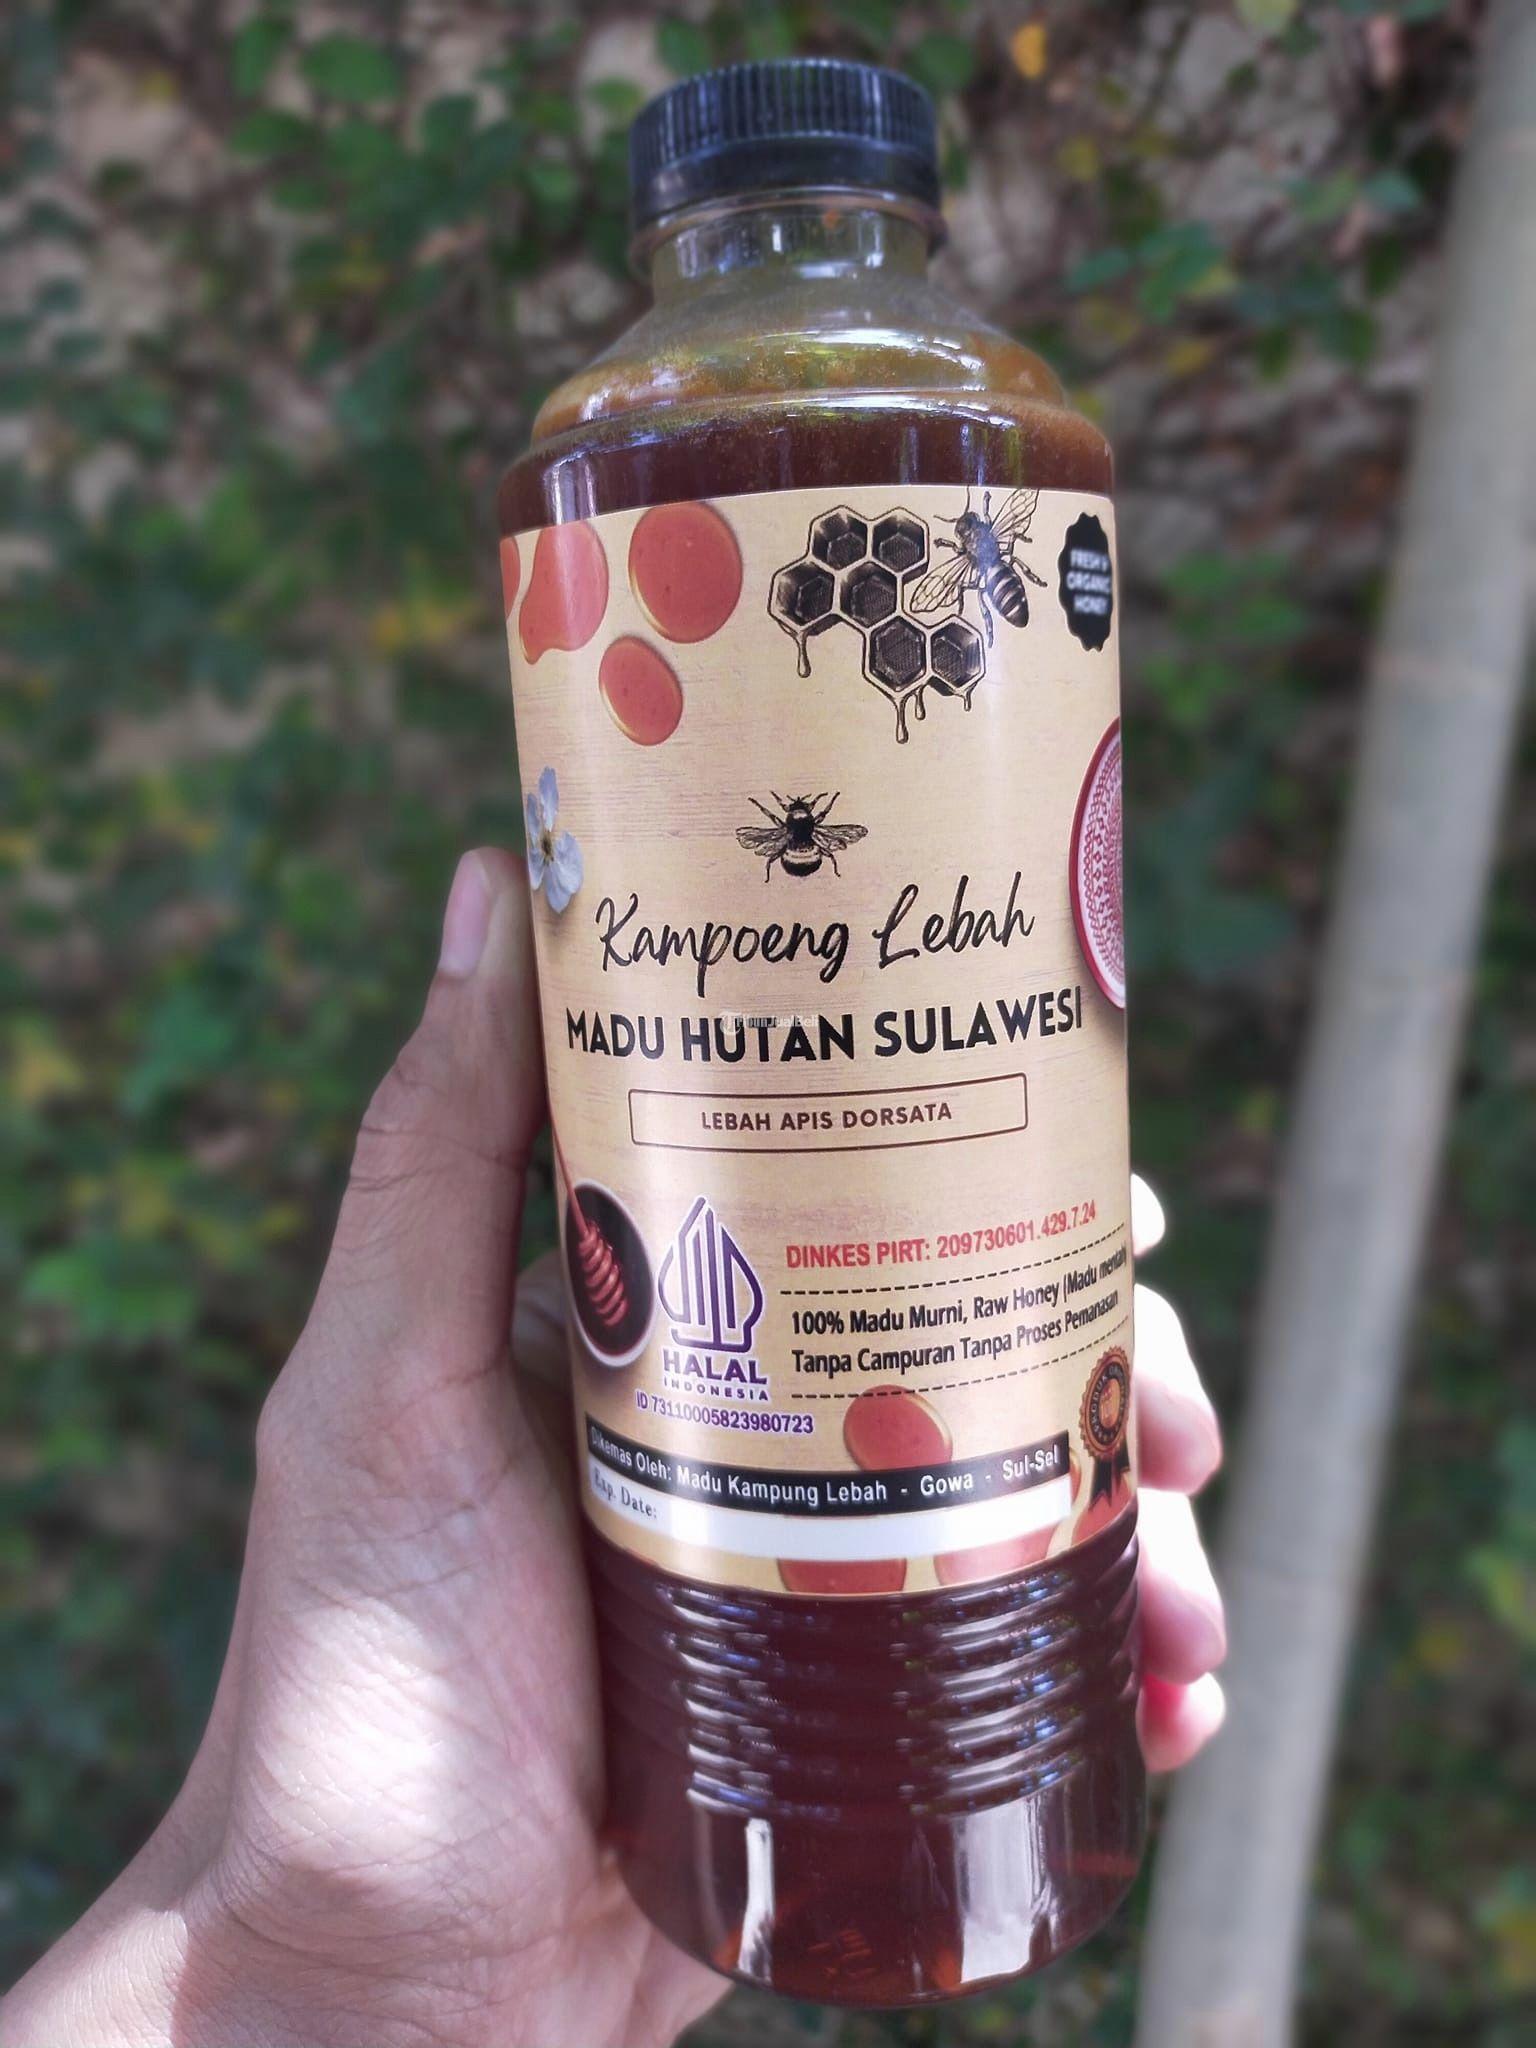 FRESH &
ORGANIC
HONEY
Kampoeng Lebah
MADU HUTAN SULAWESI
LEBAH APIS DORSATA
DINKES PIRT: 209730601.429.7.24
100% Madu Murni, Raw Honey (Madu mentah)
Tanpa Campuran Tanpa Proses Pemanasan
HALAL
INDONESIA
ID 73110005823980723
PRODUK
Dikemas Oleh: Madu Kampung Lebah - Gowa - Sul-Sel
Exp. Date: